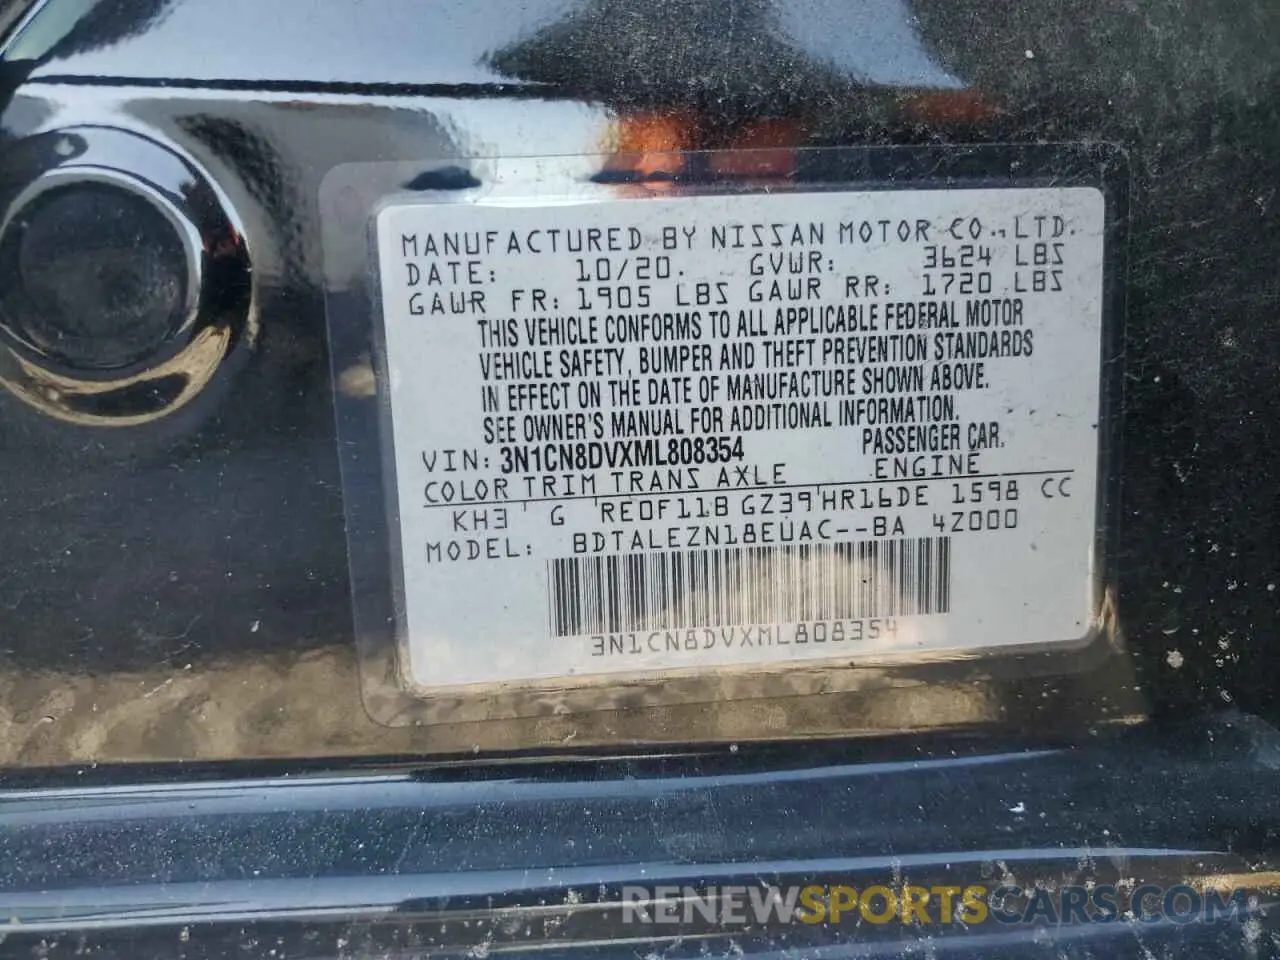 MANUFACTURED BY NISSAN MOTOR CO., LTD.
DATE: 10/20. GVWR: 3624 LBS
GAWR FR: 1905 LBS GAWR RR: 1720 LBS
THIS VEHICLE CONFORMS TO ALL APPLICABLE FEDERAL MOTOR
VEHICLE SAFETY, BUMPER AND THEFT PREVENTION STANDARDS
IN EFFECT ON THE DATE OF MANUFACTURE SHOWN ABOVE.
SEE OWNER'S MANUAL FOR ADDITIONAL INFORMATION.
VIN: 3N1CN8DVXML808354 PASSENGER CAR.
COLOR TRIM TRANS AXLE ENGINE
KH3 G RE0F11B GZ39 HR16DE 1598 CC
MODEL: BDTALEZN18EUAC--BA 4Z000
3N1CN8DVXML808354
RENEWSPORTSCARS.COM